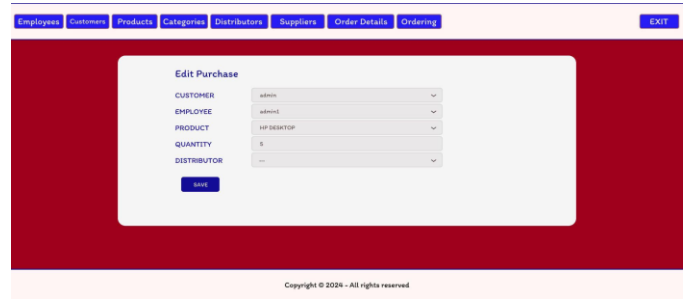 Employees Customers Products Categories Distributors Suppliers Order Details Ordering EXIT
Edit Purchase
CUSTOMER admin
EMPLOYEE admin1
PRODUCT HP DESKTOP
QUANTITY 5
DISTRIBUTOR ---
SAVE
Copyright © 2024 - All rights reserved